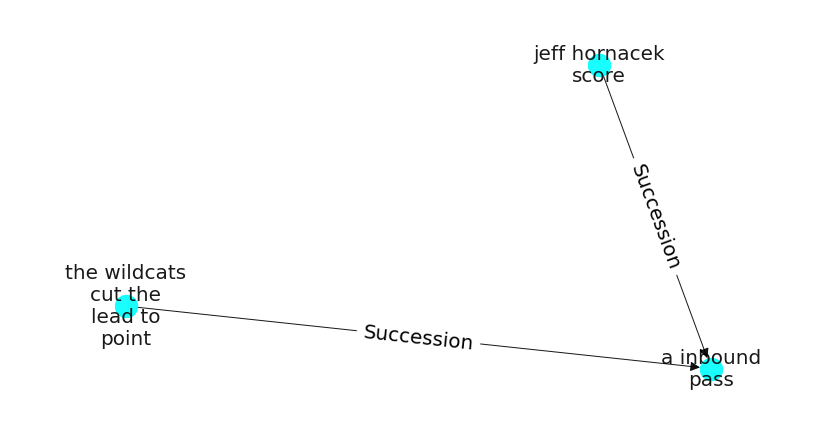 jeff hornacek
score
Succession
the wildcats
cut the
lead to
point
Succession
a inbound
pass